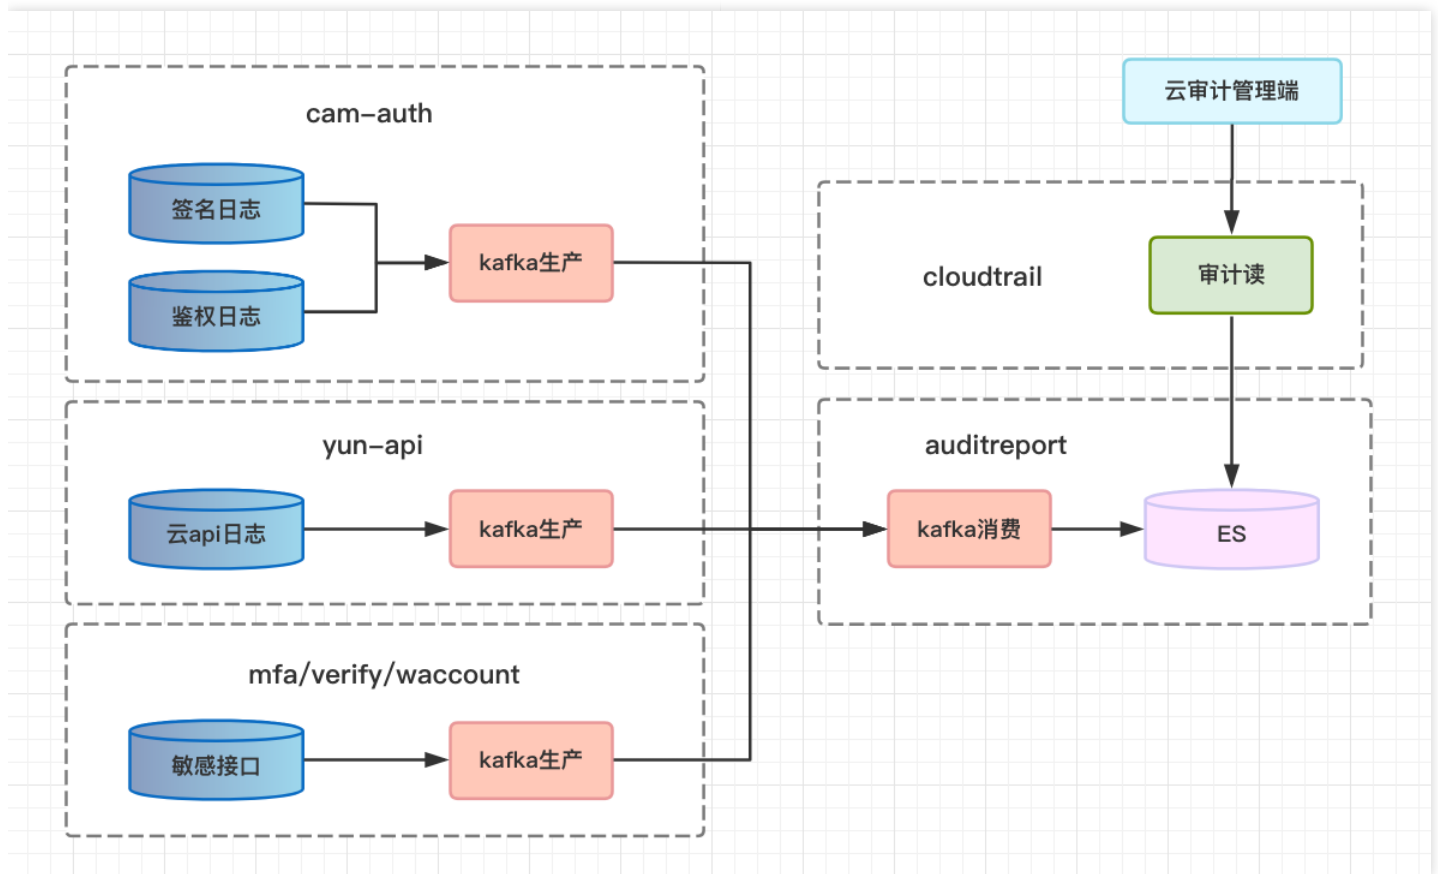 cam-auth
签名日志
鉴权日志
kafka生产
yun-api
云api日志
kafka生产
mfa/verify/waccount
敏感接口
kafka生产
云审计管理端
cloudtrail
审计读
auditreport
kafka消费
ES